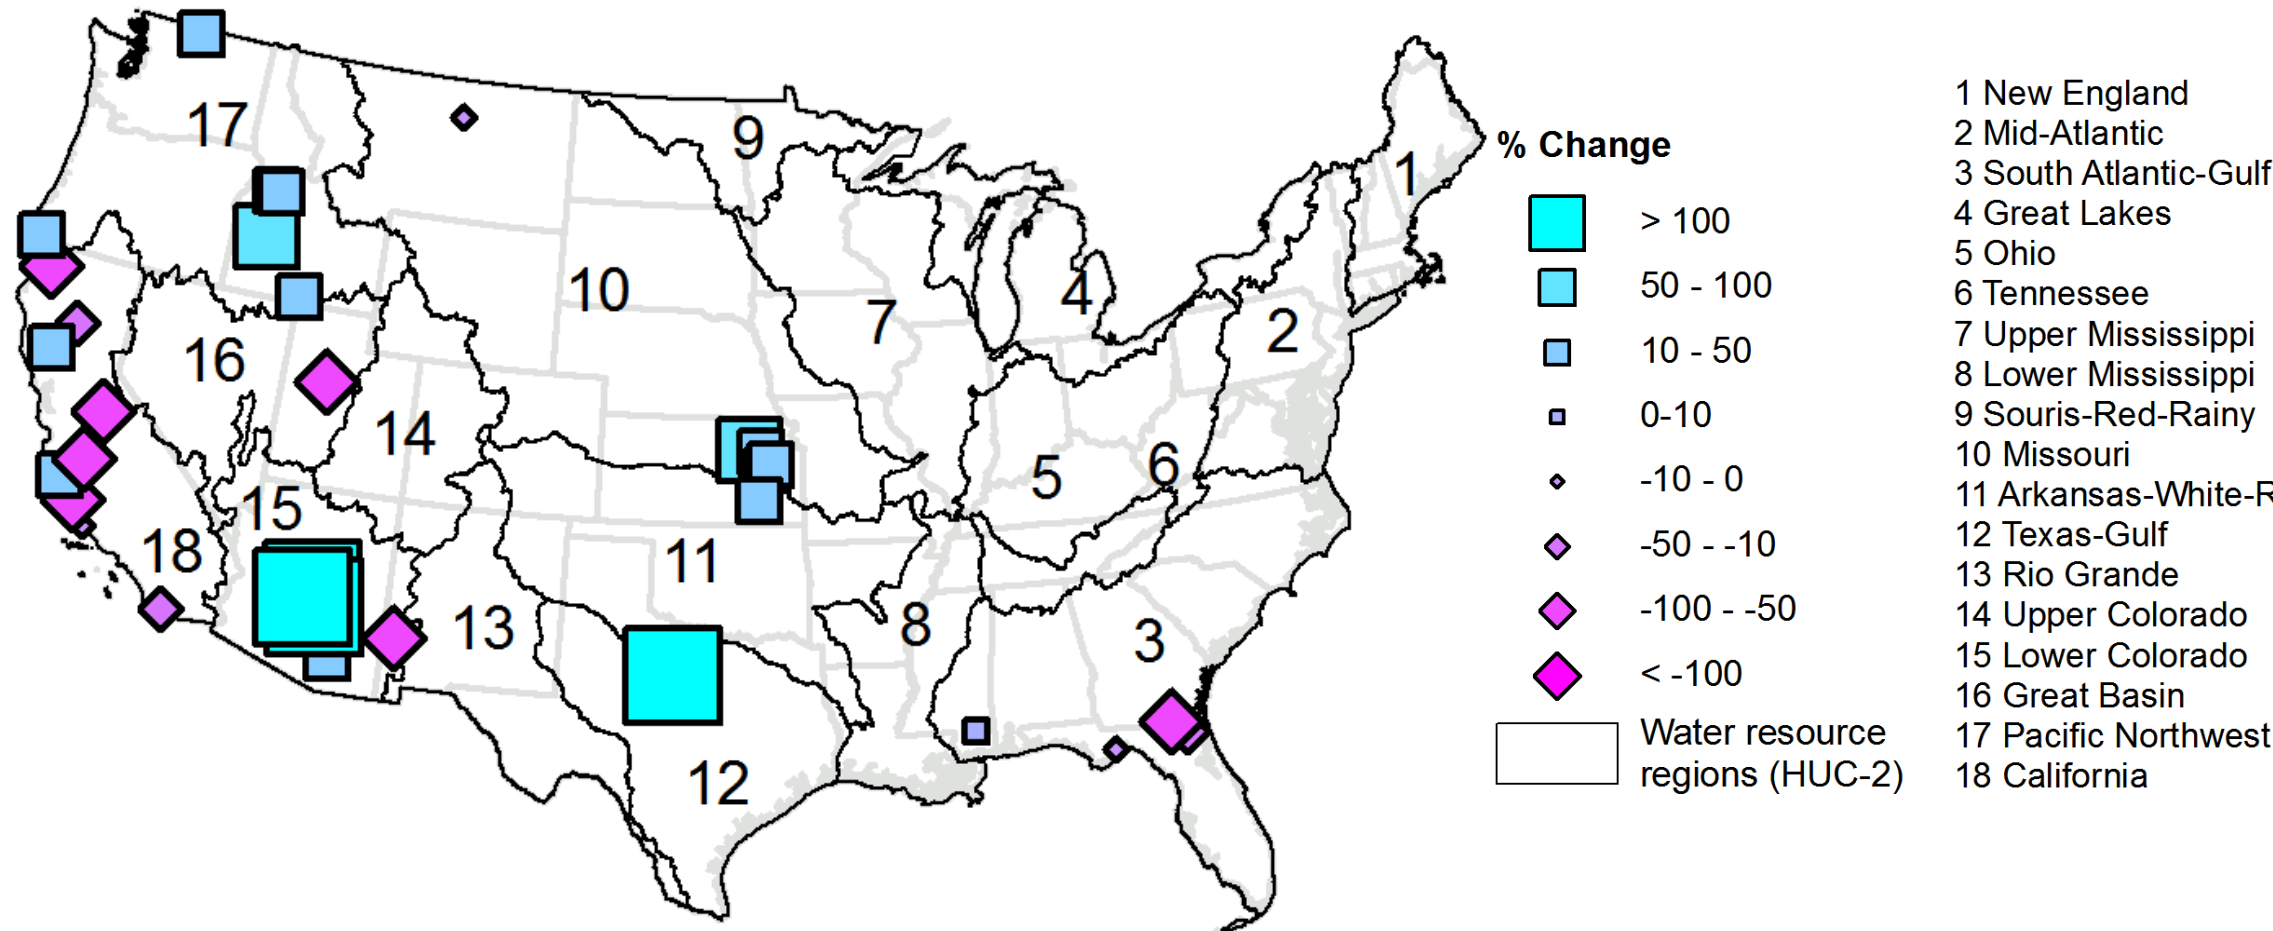 17
9
1
10
4
7
2
16
14
5
6
15
18
11
13
8
3
12
% Change
> 100
50 - 100
10 - 50
0-10
-10 - 0
-50 - -10
-100 - -50
< -100
Water resource
regions (HUC-2)
1 New England
2 Mid-Atlantic
3 South Atlantic-Gulf
4 Great Lakes
5 Ohio
6 Tennessee
7 Upper Mississippi
8 Lower Mississippi
9 Souris-Red-Rainy
10 Missouri
11 Arkansas-White-R
12 Texas-Gulf
13 Rio Grande
14 Upper Colorado
15 Lower Colorado
16 Great Basin
17 Pacific Northwest
18 California